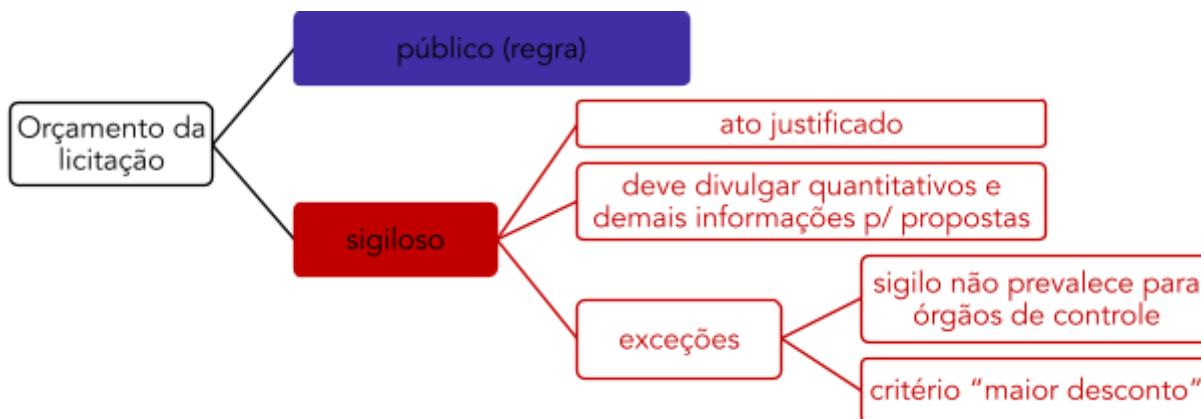 público (regra)
Orçamento da
licitação
ato justificado
deve divulgar quantitativos e
demais informações p/ propostas
sigiloso
sigilo não prevalece para
órgãos de controle
exceções
critério “maior desconto”